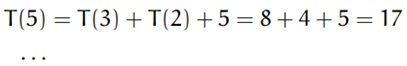 T(5) = T(3) + T(2) + 5 = 8 + 4 + 5 = 17
...